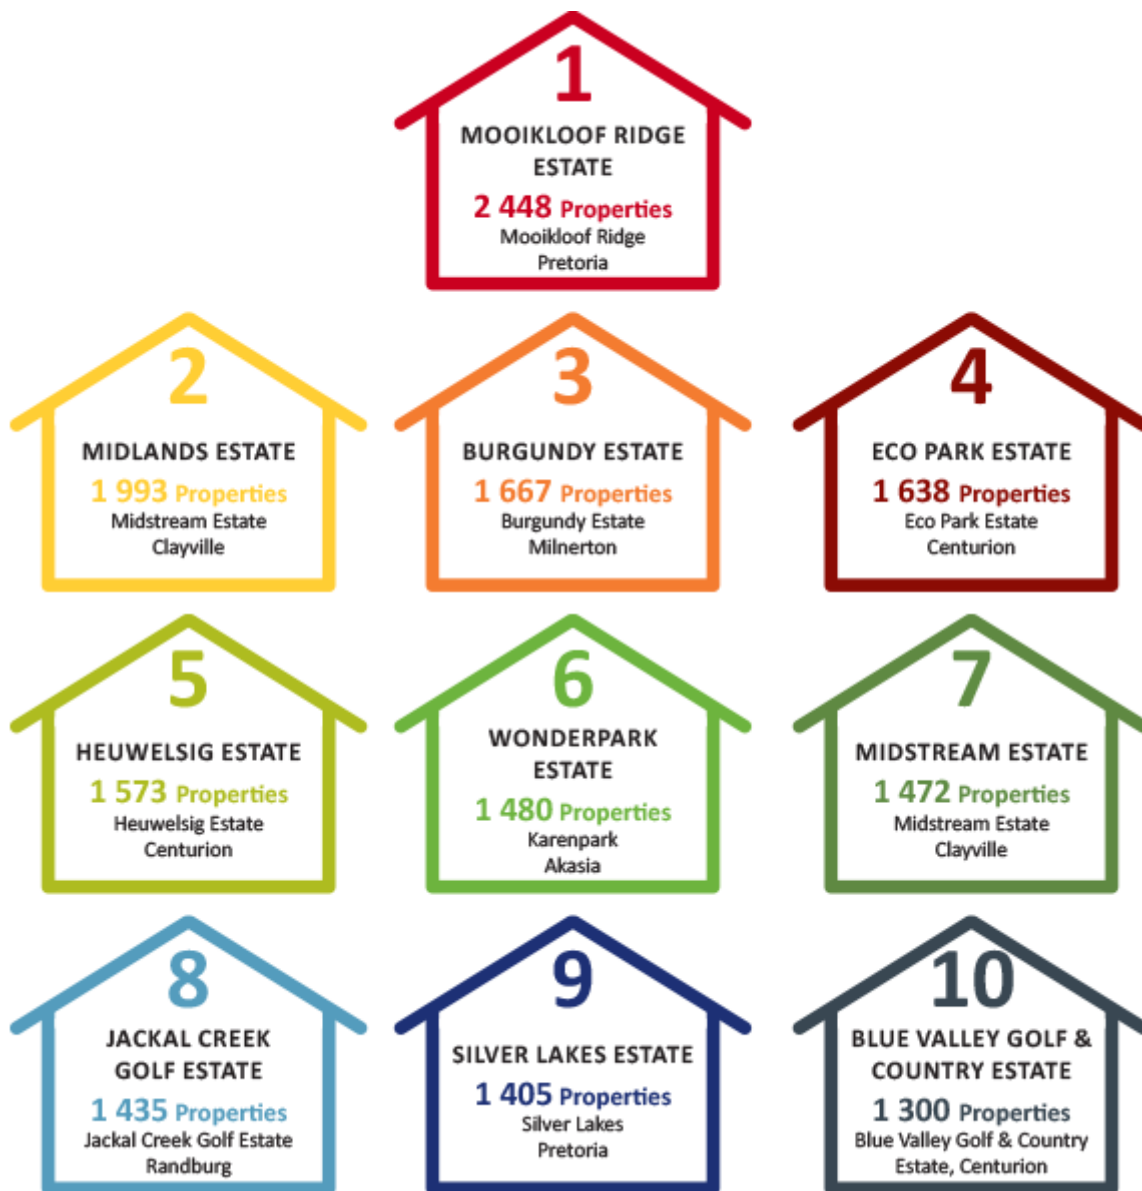 1
MOOIKLOOF RIDGE
ESTATE
2 448 Properties
Mooikloof Ridge
Pretoria
2
MIDLANDS ESTATE
1 993 Properties
Midstream Estate
Clayville
3
BURGUNDY ESTATE
1 667 Properties
Burgundy Estate
Milnerton
4
ECO PARK ESTATE
1 638 Properties
Eco Park Estate
Centurion
5
HEUWELSIG ESTATE
1 573 Properties
Heuwelsig Estate
Centurion
6
WONDERPARK
ESTATE
1 480 Properties
Karenpark
Akasia
7
MIDSTREAM ESTATE
1 472 Properties
Midstream Estate
Clayville
8
JACKAL CREEK
GOLF ESTATE
1 435 Properties
Jackal Creek Golf Estate
Randburg
9
SILVER LAKES ESTATE
1 405 Properties
Silver Lakes
Pretoria
10
BLUE VALLEY GOLF &
COUNTRY ESTATE
1 300 Properties
Blue Valley Golf & Country
Estate, Centurion